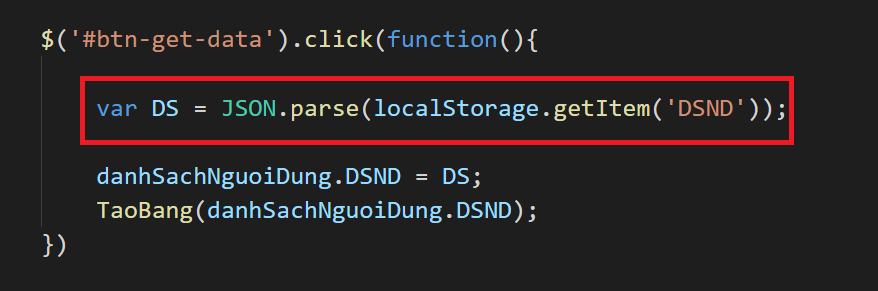 $('#btn-get-data').click(function(){
var DS = JSON.parse(localStorage.getItem('DSND'));
danhSachNguoiDung.DSND = DS;
TaoBang(danhSachNguoiDung.DSND);
})